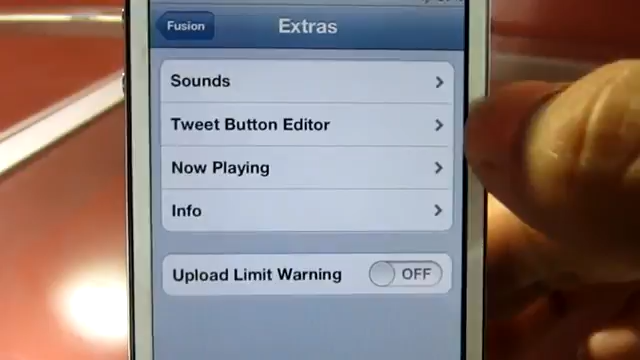 Fusion
Extras
Sounds
Tweet Button Editor
Now Playing
Info
Upload Limit Warning OFF